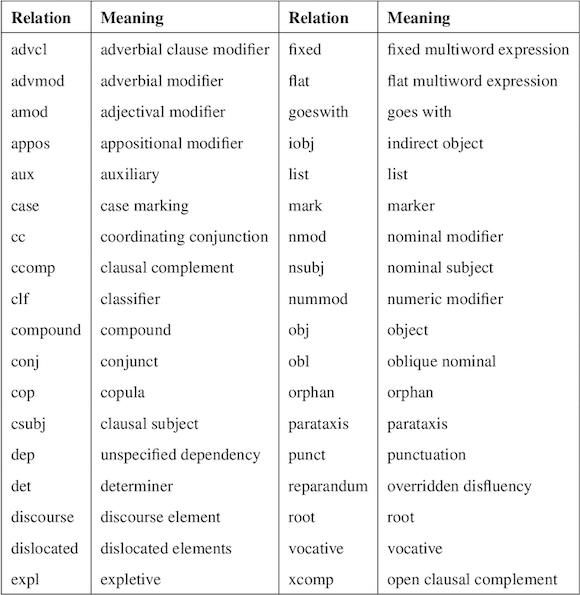 Relation Meaning Relation Meaning
advcl adverbial clause modifier fixed fixed multiword expression
advmod adverbial modifier flat flat multiword expression
amod adjectival modifier goeswith goes with
appos appositional modifier iobj indirect object
aux auxiliary list list
case case marking mark marker
cc coordinating conjunction nmod nominal modifier
ccomp clausal complement nsubj nominal subject
clf classifier nummod numeric modifier
compound compound obj object
conj conjunct obl oblique nominal
cop copula orphan orphan
csubj clausal subject parataxis parataxis
dep unspecified dependency punct punctuation
det determiner reparandum overridden disfluency
discourse discourse element root root
dislocated dislocated elements vocative vocative
expl expletive xcomp open clausal complement